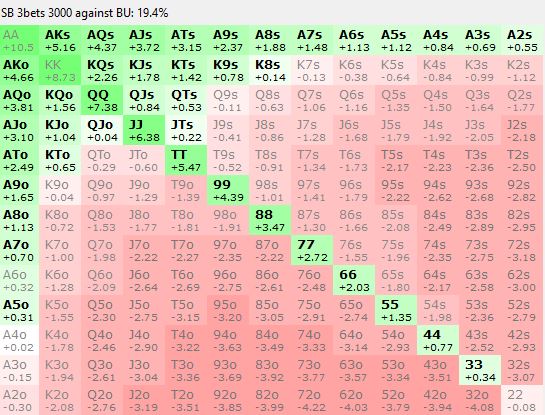 SB 3bets 3000 against BU: 19.4%
AA AKs AQs AJs ATs A9s A8s A7s A6s A5s A4s A3s A2s
+10.5 +5.16 +4.37 +3.72 +3.15 +2.37 +1.88 +1.48 +1.13 +1.12 +0.84 +0.69 +0.55
AKo KK KQs KJs KTs K9s K8s K7s K6s K5s K4s K3s K2s
+4.66 +8.73 +2.26 +1.78 +1.42 +0.78 +0.14 -0.13 -0.38 -0.64 -0.84 -0.99 -1.12
AQo KQo QQ QJs QTs Q9s Q8s Q7s Q6s Q5s Q4s Q3s Q2s
+3.81 +1.56 +7.38 +0.84 +0.53 -0.11 -0.63 -1.06 -1.16 -1.35 -1.50 -1.64 -1.77
AJo KJo QJo JJ JTs J9s J8s J7s J6s J5s J4s J3s J2s
+3.10 +1.04 +0.04 +6.38 +0.22 -0.41 -0.86 -1.28 -1.68 -1.79 -1.92 -2.05 -2.18
ATo KTo QTo JTo TT T9s T8s T7s T6s T5s T4s T3s T2s
+2.49 +0.65 -0.29 -0.60 +5.47 -0.52 -0.91 -1.34 -1.73 -2.17 -2.23 -2.36 -2.50
A9o K9o Q9o J9o T9o 99 98s 97s 96s 95s 94s 93s 92s
+1.65 -0.04 -0.97 -1.29 -1.39 +4.39 -1.01 -1.41 -1.79 -2.22 -2.62 -2.68 -2.82
A8o K8o Q8o J8o T8o 98o 88 87s 86s 85s 84s 83s 82s
+1.13 -0.72 -1.53 -1.77 -1.81 -1.91 +3.47 -1.30 -1.66 -2.08 -2.49 -2.89 -2.95
A7o K7o Q7o J7o T7o 97o 87o 77 76s 75s 74s 73s 72s
+0.70 -1.00 -1.98 -2.22 -2.27 -2.35 -2.22 +2.72 -1.55 -1.96 -2.35 -2.75 -3.18
A6o K6o Q6o J6o T6o 96o 86o 76o 66 65s 64s 63s 62s
-0.32 -1.28 -2.09 -2.64 -2.69 -2.75 -2.61 -2.48 +2.03 -1.80 -2.17 -2.58 -3.00
A5o K5o Q5o J5o T5o 95o 85o 75o 65o 55 54s 53s 52s
+0.31 -1.55 -2.30 -2.75 -3.15 -3.20 -3.05 -2.91 -2.74 +1.35 -1.98 -2.36 -2.79
A4o K4o Q4o J4o T4o 94o 84o 74o 64o 54o 44 43s 42s
+0.02 -1.78 -2.46 -2.90 -3.22 -3.63 -3.49 -3.33 -3.14 -2.93 +0.77 -2.52 -2.93
A3o K3o Q3o J3o T3o 93o 83o 73o 63o 53o 43o 33 32s
-0.15 -1.94 -2.61 -3.04 -3.36 -3.69 -3.92 -3.77 -3.57 -3.34 -3.51 +0.34 -3.07
A2o K2o Q2o J2o T2o 92o 82o 72o 62o 52o 42o 32o 22
-0.30 -2.08 -2.76 -3.19 -3.51 -3.85 -3.98 -4.22 -4.03 -3.79 -3.94 -4.03 -0.08